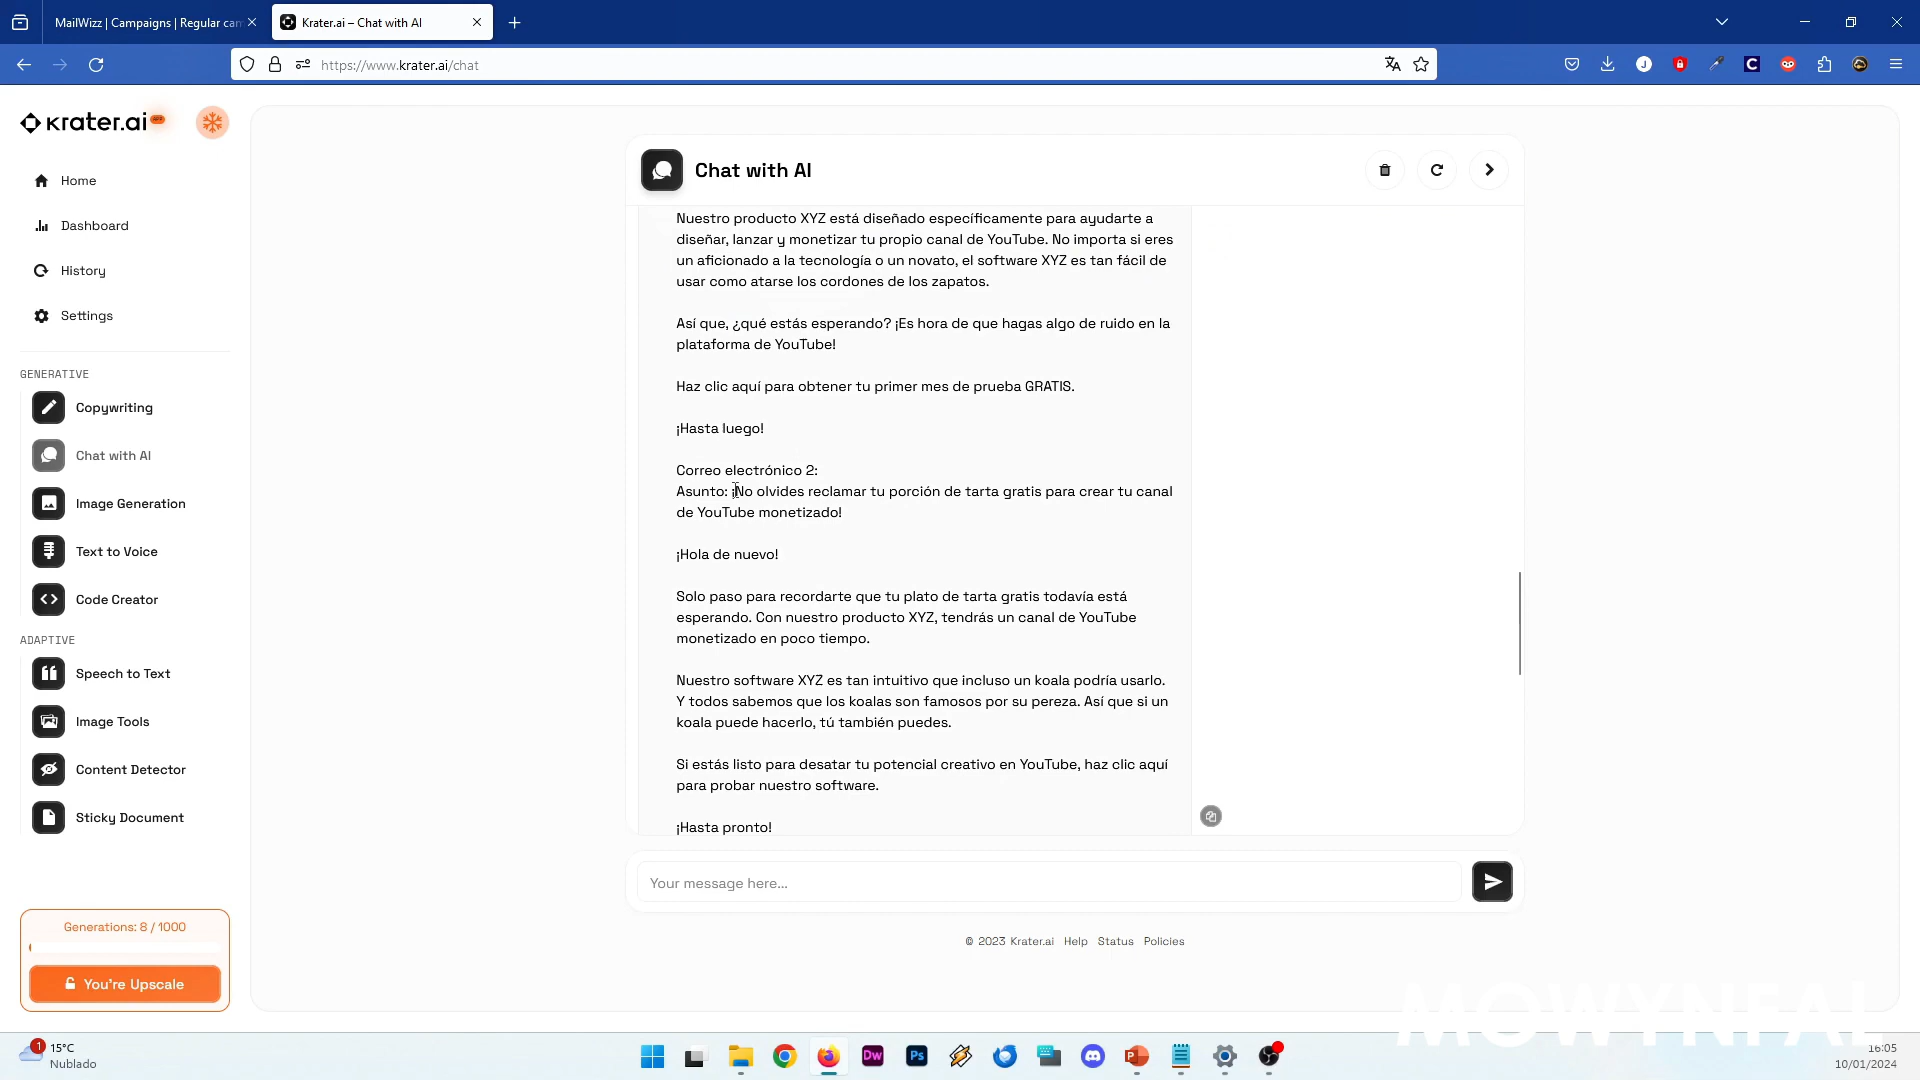 MailWizz | Campaigns | Regular can
Krater.ai – Chat with AI
https://www.krater.ai/chat
krater.ai
Home
Dashboard
History
Settings
GENERATIVE
Copywriting
Chat with AI
Image Generation
Text to Voice
Code Creator
ADAPTIVE
Speech to Text
Image Tools
Content Detector
Sticky Document
Generations: 8 / 1000
You're Upscale
Chat with AI
Nuestro producto XYZ está diseñado específicamente para ayudarte a
diseñar, lanzar y monetizar tu propio canal de YouTube. No importa si eres
un aficionado a la tecnología o un novato, el software XYZ es tan fácil de
usar como atarse los cordones de los zapatos.
Así que, ¿qué estás esperando? ¡Es hora de que hagas algo de ruido en la
plataforma de YouTube!
Haz clic aquí para obtener tu primer mes de prueba GRATIS.
¡Hasta luego!
Correo electrónico 2:
Asunto: ¡No olvides reclamar tu porción de tarta gratis para crear tu canal
de YouTube monetizado!
¡Hola de nuevo!
Solo paso para recordarte que tu plato de tarta gratis todavía está
esperando. Con nuestro producto XYZ, tendrás un canal de YouTube
monetizado en poco tiempo.
Nuestro software XYZ es tan intuitivo que incluso un koala podría usarlo.
Y todos sabemos que los koalas son famosos por su pereza. Así que si un
koala puede hacerlo, tú también puedes.
Si estás listo para desatar tu potencial creativo en YouTube, haz clic aquí
para probar nuestro software.
¡Hasta pronto!
Your message here...
© 2023 Krater.ai Help Status Policies
MOWYNFAL
1
15°C
Nublado
Dw
Ps
16:05
10/01/2024